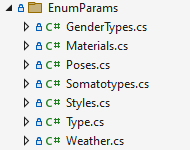 EnumParams
C# GenderTypes.cs
C# Materials.cs
C# Poses.cs
C# Somatotypes.cs
C# Styles.cs
C# Type.cs
C# Weather.cs